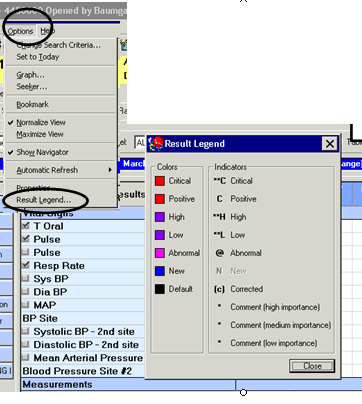 Opened by Baumga
Options Help
Change Search Criteria...
Set to Today
Graph...
Seeker...
Bookmark
Normalize View
Maximize View
Show Navigator
Automatic Refresh
Properties...
Result Legend...
March
Results
Vital Signs
T Oral
Pulse
Pulse
Resp Rate
Sys BP
Dia BP
MAP
BP Site
Systolic BP - 2nd site
Diastolic BP - 2nd site
Mean Arterial Pressure
Blood Pressure Site #2
Measurements
Result Legend
Colors
Critical
Positive
High
Low
Abnormal
New
Default
Indicators
**C Critical
C Positive
**H High
**L Low
@ Abnormal
N New
(c) Corrected
* Comment (high importance)
* Comment (medium importance)
* Comment (low importance)
Close